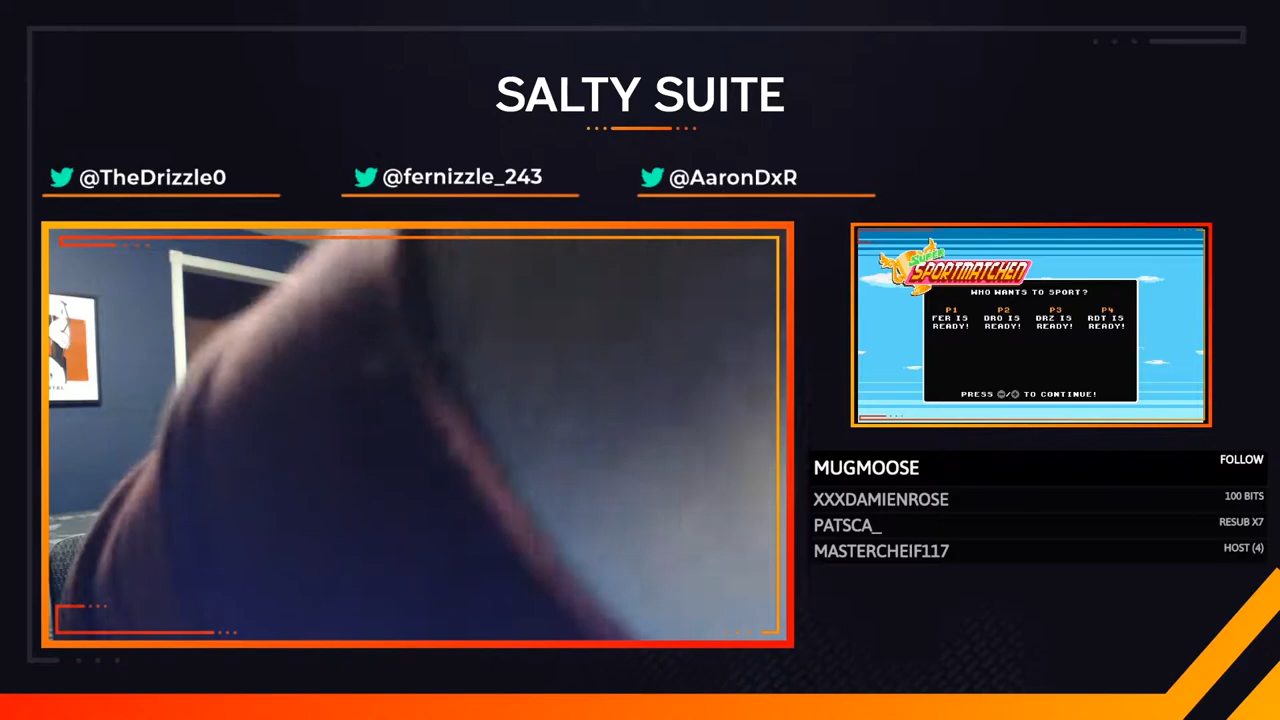 SALTY SUITE
@TheDrizzle0
@fernizzle_243
@AaronDxR
SUPER
SPORTMATCHEN
WHO WANTS TO SPORT?
P1 P2 P3 P4
FER IS DRO IS DRZ IS RDT IS
READY! READY! READY! READY!
PRESS / TO CONTINUE!
MUGMOOSE FOLLOW
XXXDAMIENROSE 100 BITS
PATSCA_ RESUB X7
MASTERCHEIF117 HOST (4)